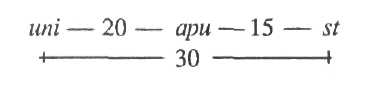 uni — 20 — apu — 15 — st
30